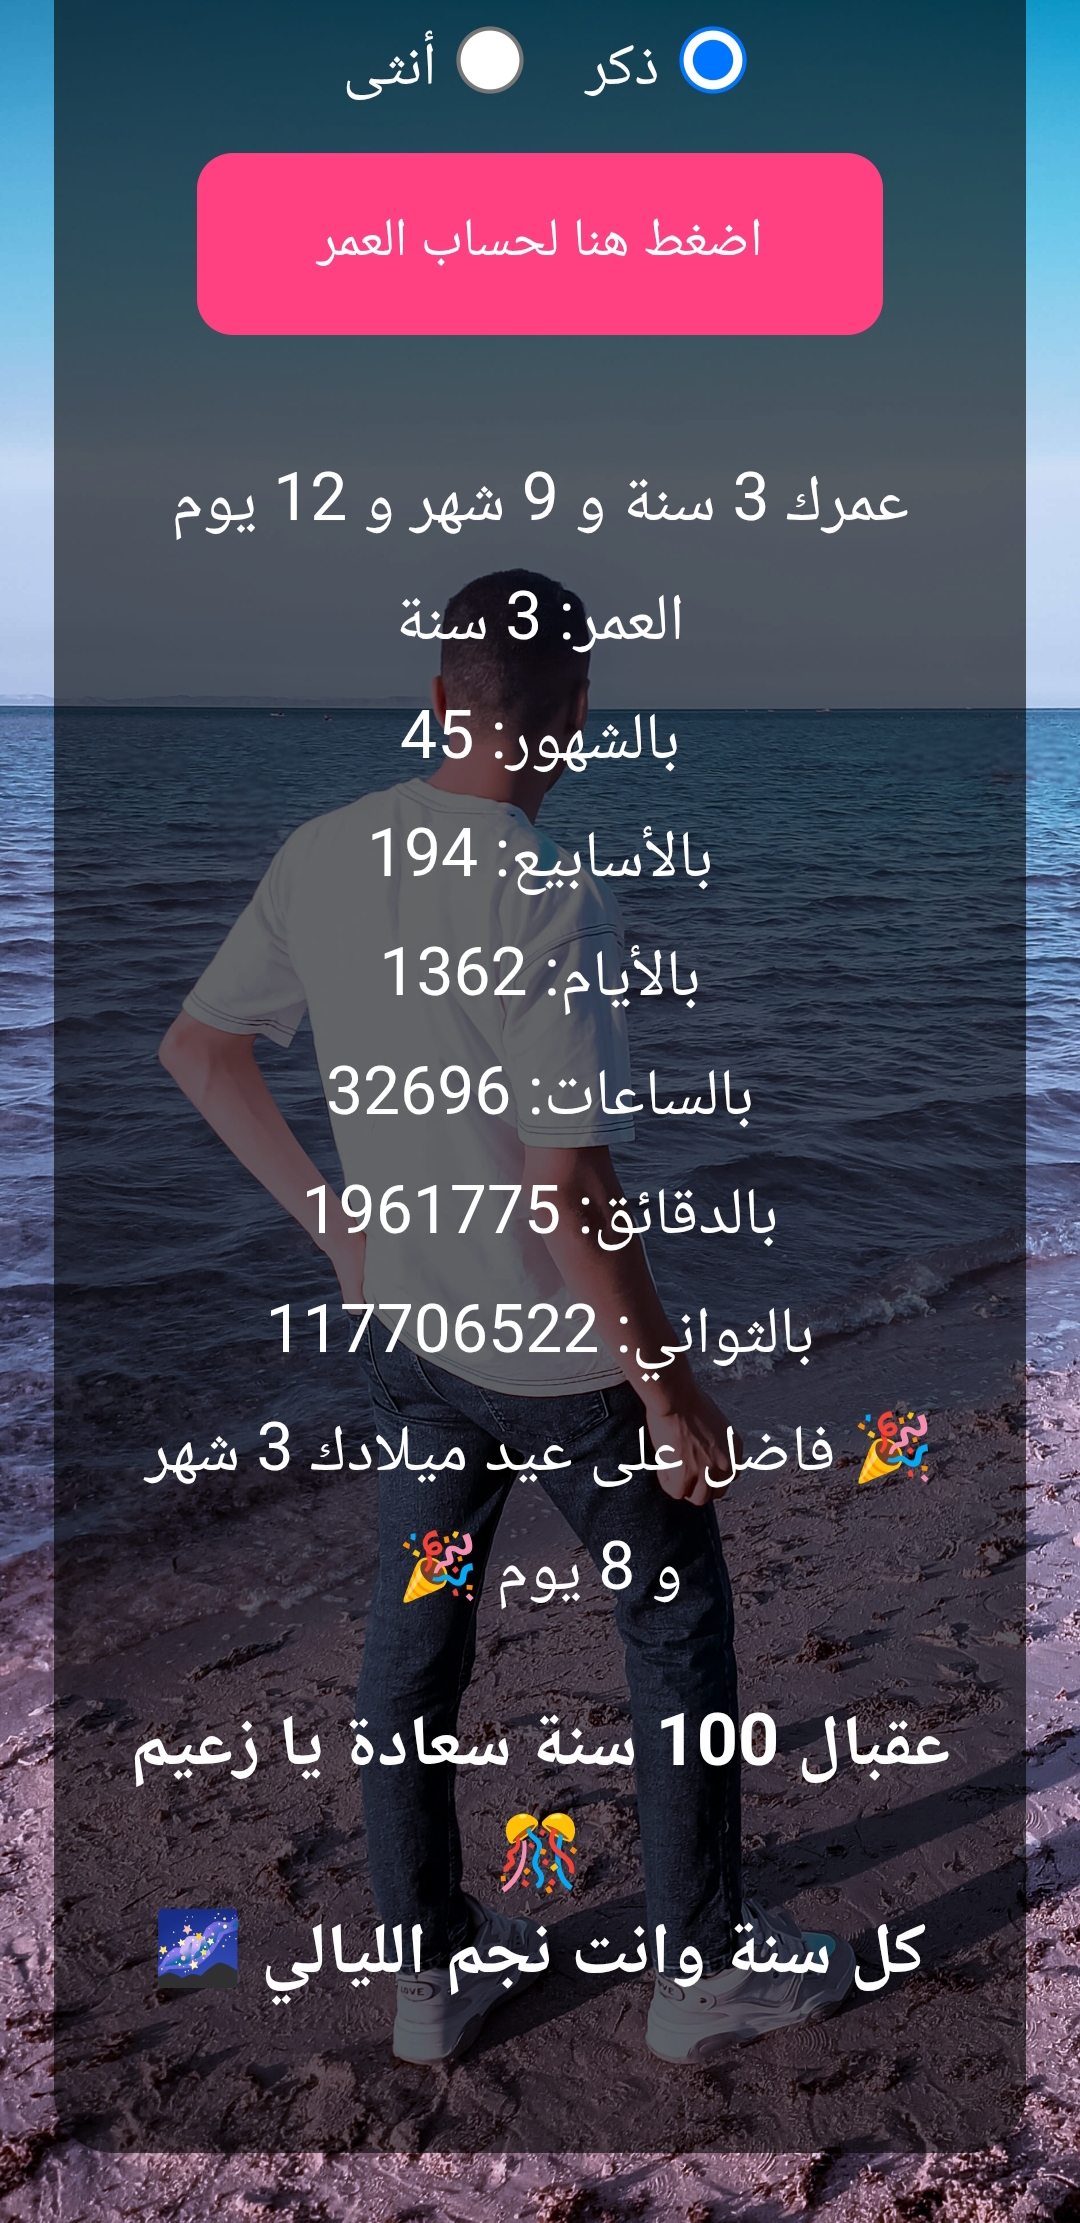 ذكر أنثى
اضغط هنا لحساب العمر
عمرك 3 سنة و 9 شهر و 12 يوم
العمر: 3 سنة
بالشهور: 45
بالأسابيع: 194
بالأيام: 1362
بالساعات: 32696
بالدقائق: 1961775
بالثواني: 117706522
🎉 فاضل على عيد ميلادك 3 شهر
و 8 يوم 🎉
عقبال 100 سنة سعادة يا زعيم
🎊
كل سنة وانت نجم الليالي 🌌
LOVE